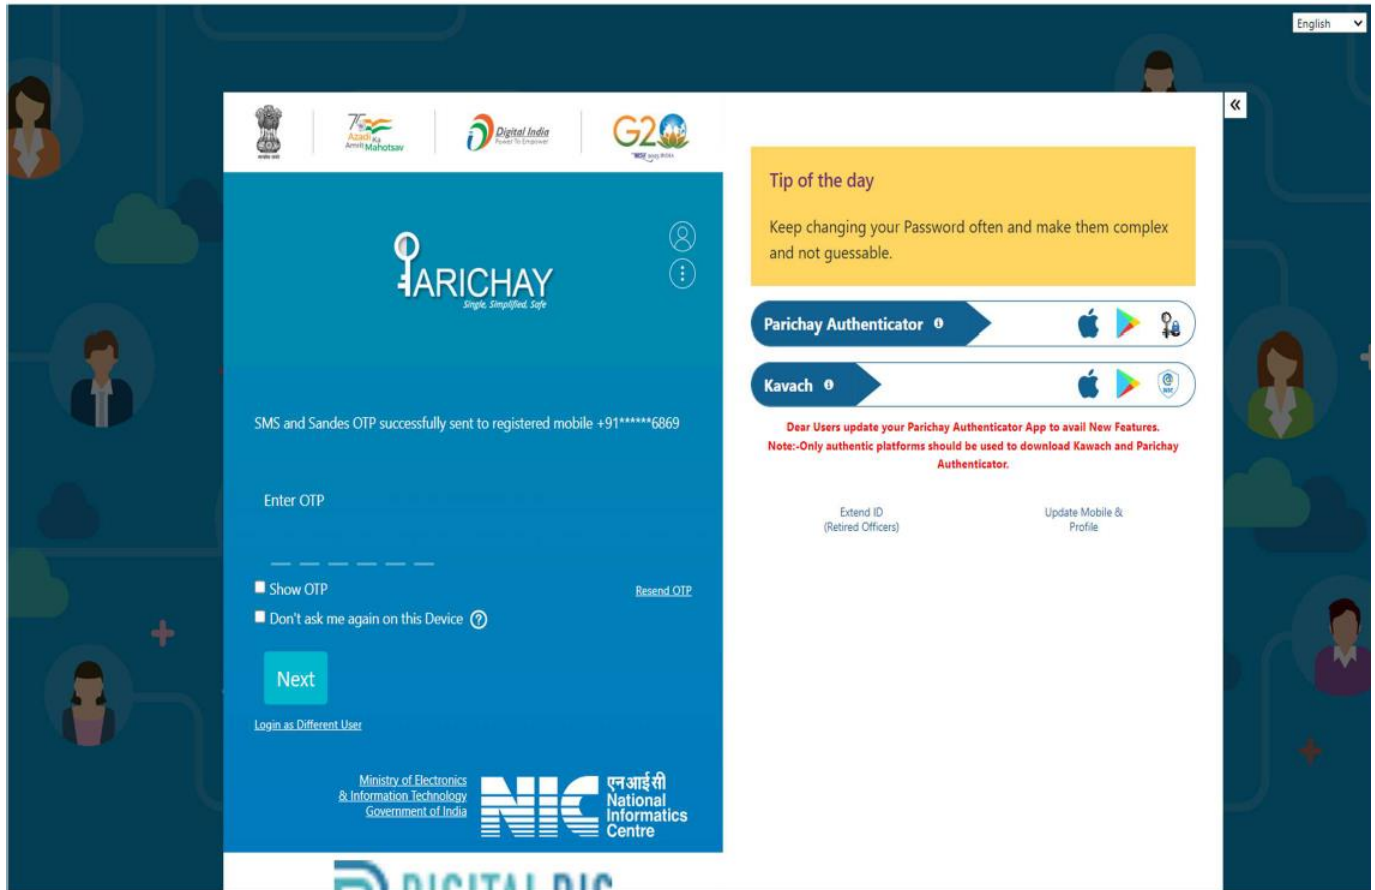 English
75
Azadi Ka
Amrit Mahotsav
Digital India
Power To Empower
G20
«
Tip of the day
Keep changing your Password often and make them complex
and not guessable.
PARICHAY
Single. Simplified. Safe
Parichay Authenticator
Kavach
SMS and Sandes OTP successfully sent to registered mobile +91******6869
Dear Users update your Parichay Authenticator App to avail New Features.
Note:-Only authentic platforms should be used to download Kawach and Parichay
Authenticator.
Enter OTP
Extend ID
(Retired Officers)
Update Mobile &
Profile
Show OTP
Resend OTP
Don't ask me again on this Device
Next
Login as Different User
Ministry of Electronics
& Information Technology
Government of India
NIC
एन आई सी
National
Informatics
Centre